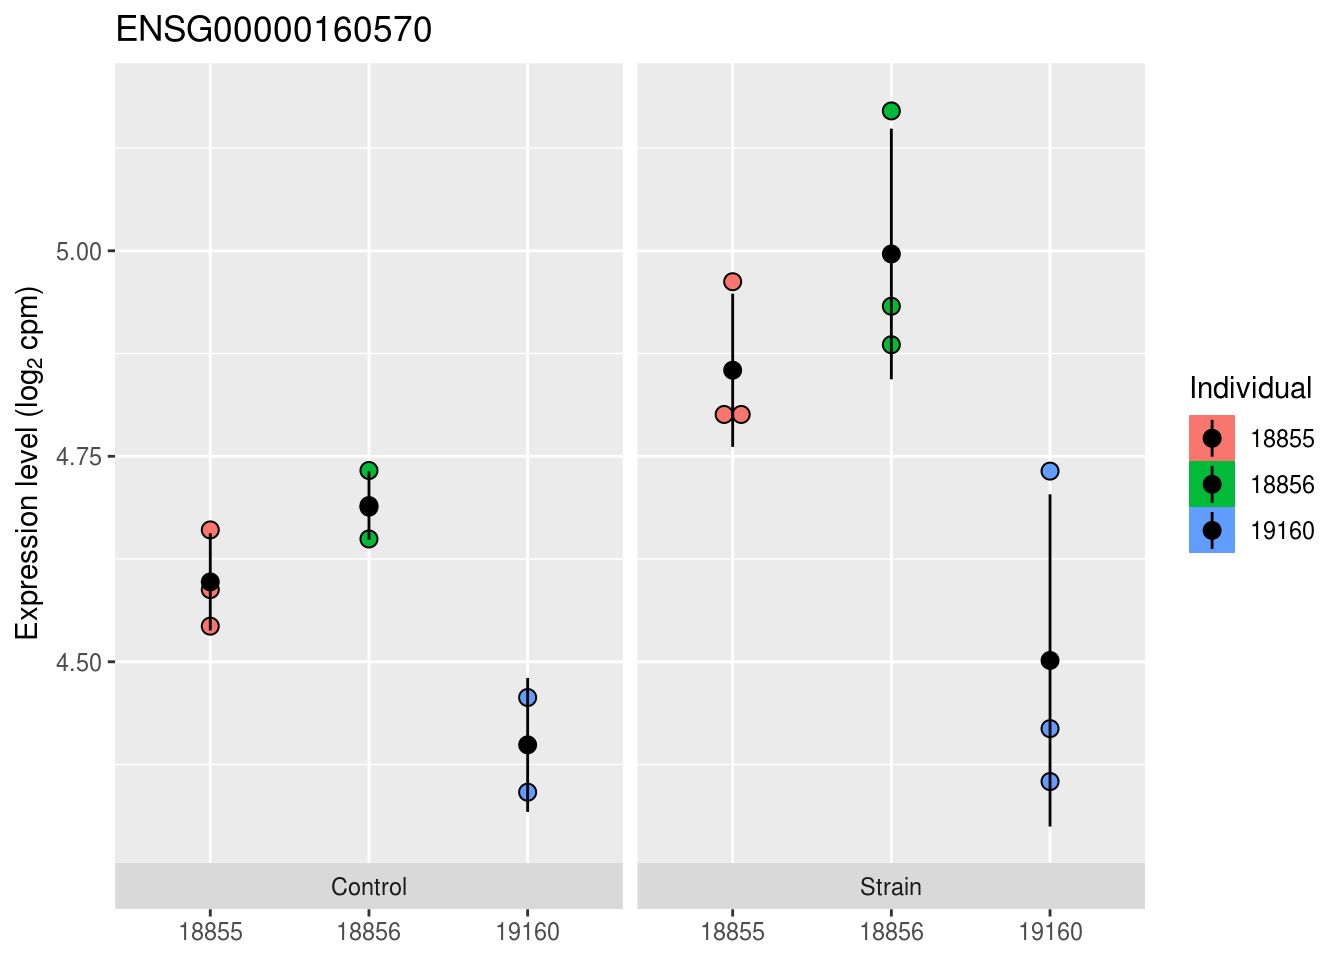 ENSG00000160570
Expression level (log₂ cpm)
5.00
4.75
4.50
Control
Strain
18855
18856
19160
18855
18856
19160
Individual
18855
18856
19160